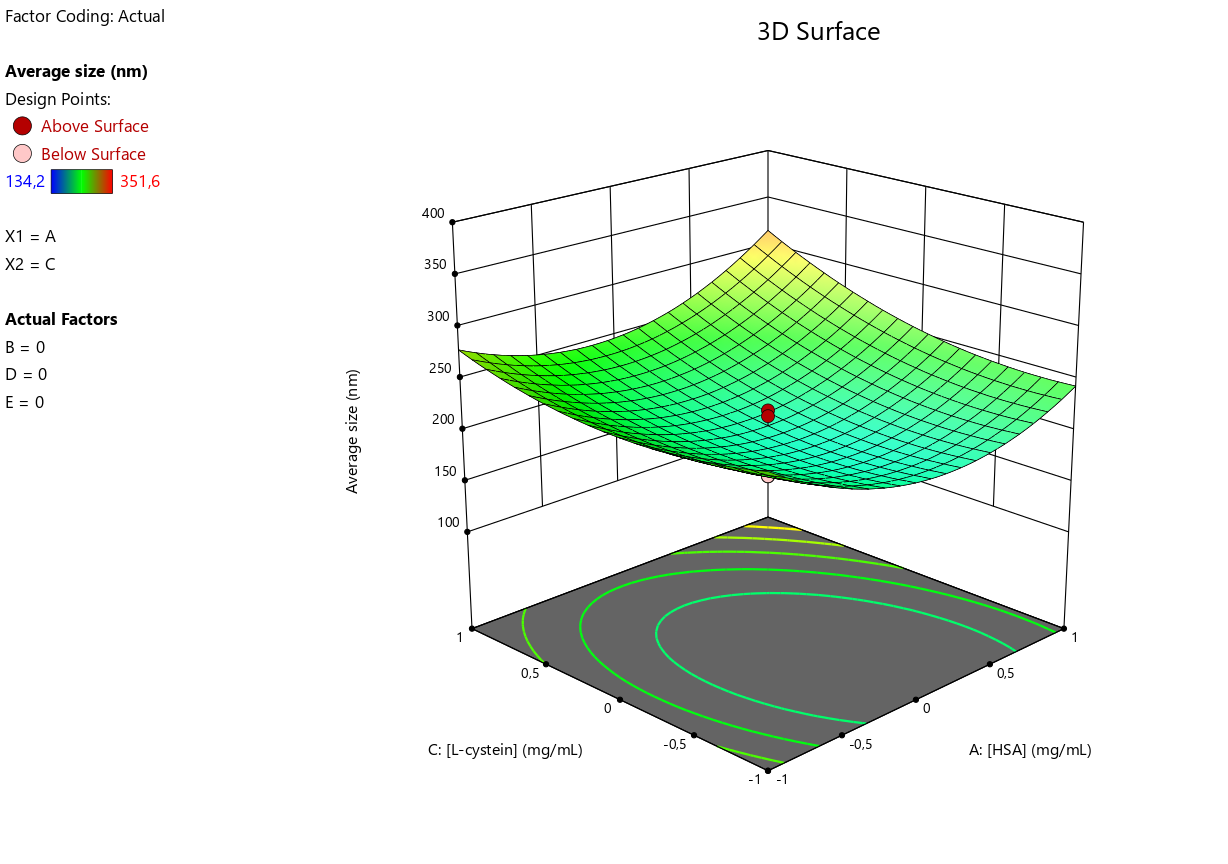 Factor Coding: Actual
3D Surface
Average size (nm)
Design Points:
Above Surface
Below Surface
134,2 351,6
X1 = A
X2 = C
Actual Factors
B = 0
D = 0
E = 0
400
350
300
250
200
150
100
Average size (nm)
1
0,5
0
-0,5
-1
C: [L-cystein] (mg/mL)
-1
-0,5
0
0,5
1
A: [HSA] (mg/mL)